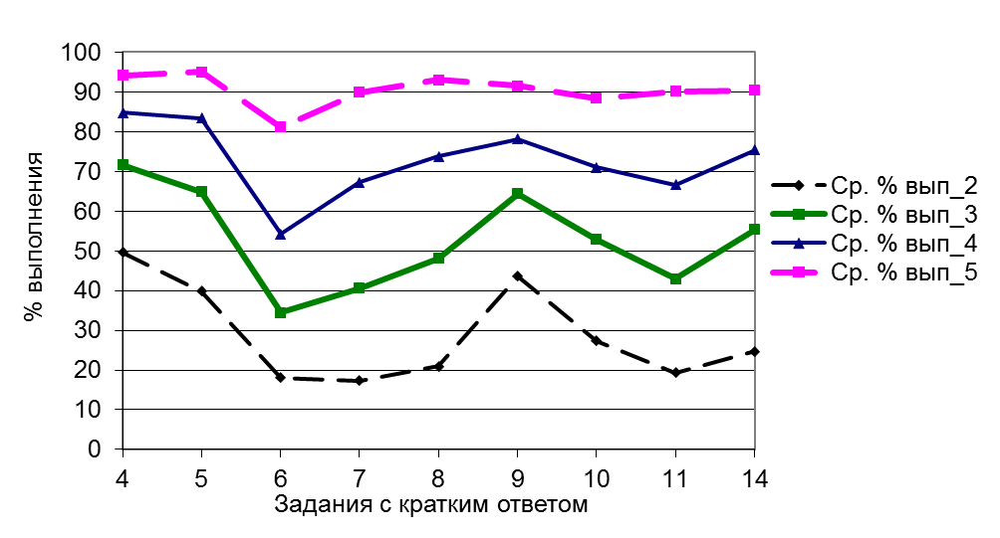 100
90
80
70
60
50
40
30
20
10
0
% выполнения
4 5 6 7 8 9 10 11 14
Задания с кратким ответом
Ср. % вып_2
Ср. % вып_3
Ср. % вып_4
Ср. % вып_5